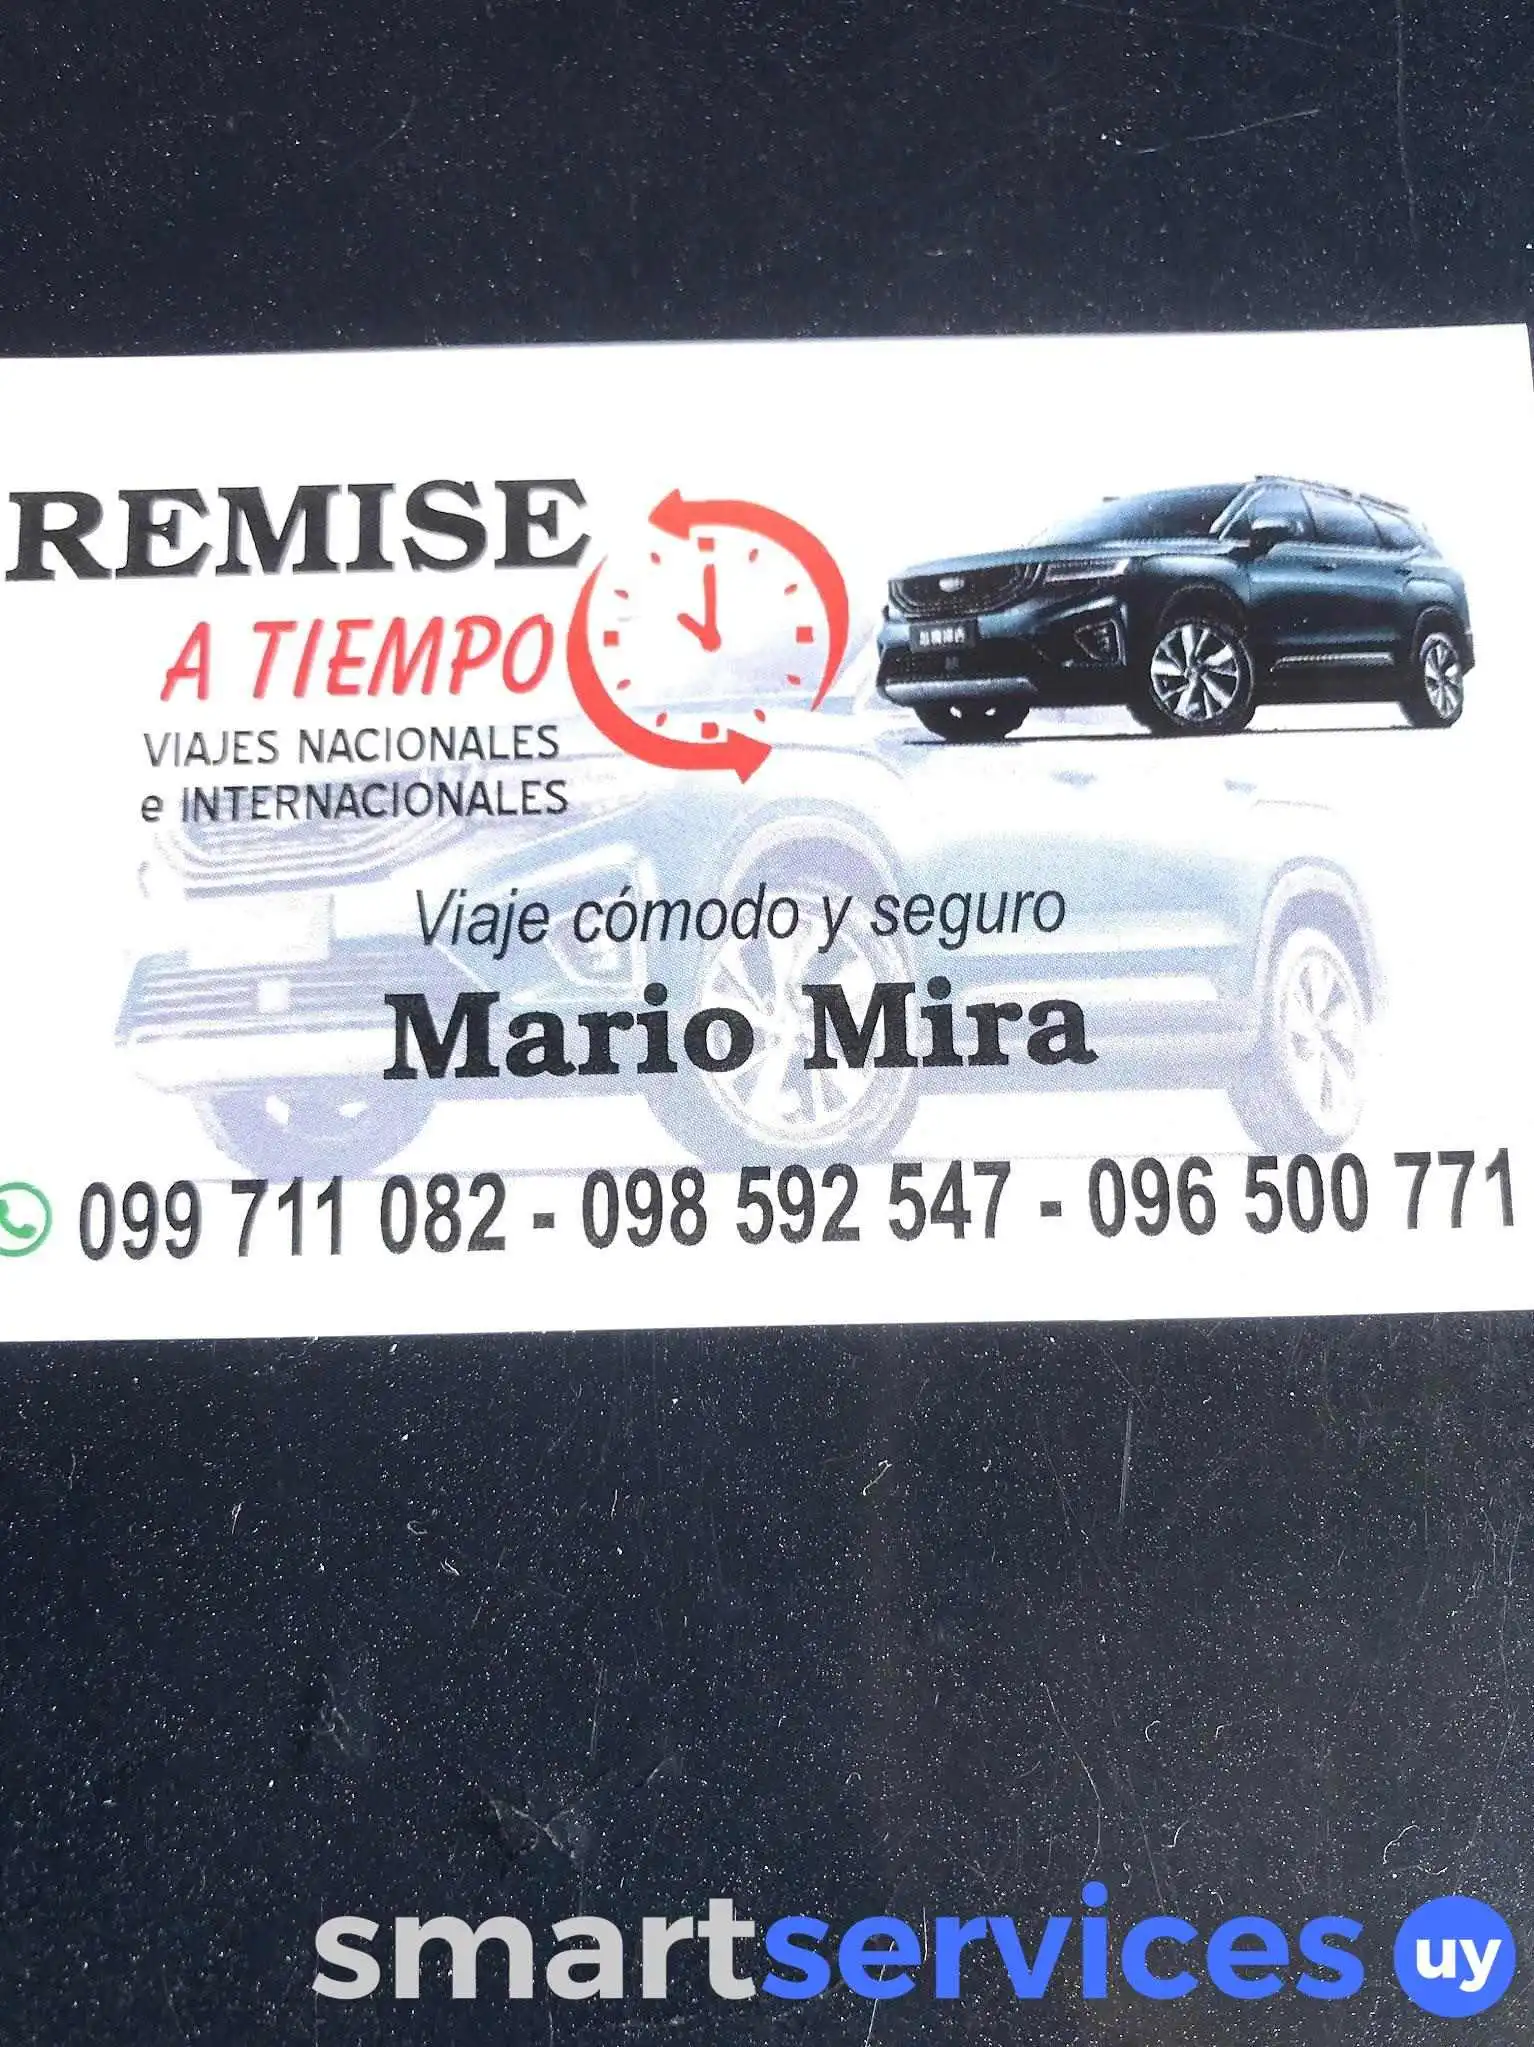 REMISE
A TIEMPO
VIAJES NACIONALES
e INTERNACIONALES
Viaje cómodo y seguro
Mario Mira
099 711 082 - 098 592 547 - 096 500 771
smartservices uy